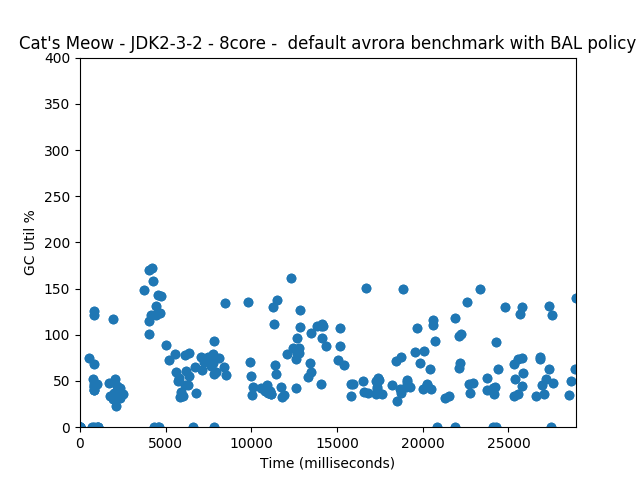 Cat's Meow - JDK2-3-2 - 8core -  default avrora benchmark with BAL policy
400
350
300
250
200
150
100
50
0
GC Util %
0 5000 10000 15000 20000 25000
Time (milliseconds)